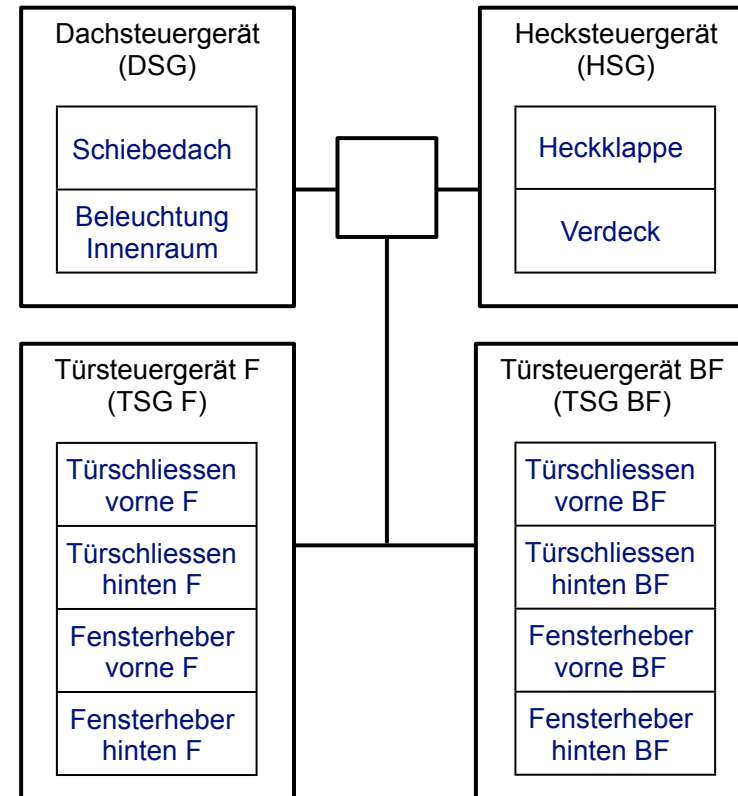 Dachsteuergerät
(DSG)
Schiebedach
Beleuchtung
Innenraum
Hecksteuergerät
(HSG)
Heckklappe
Verdeck
Türsteuergerät F
(TSG F)
Türschliessen
vorne F
Türschliessen
hinten F
Fensterheber
vorne F
Fensterheber
hinten F
Türsteuergerät BF
(TSG BF)
Türschliessen
vorne BF
Türschliessen
hinten BF
Fensterheber
vorne BF
Fensterheber
hinten BF